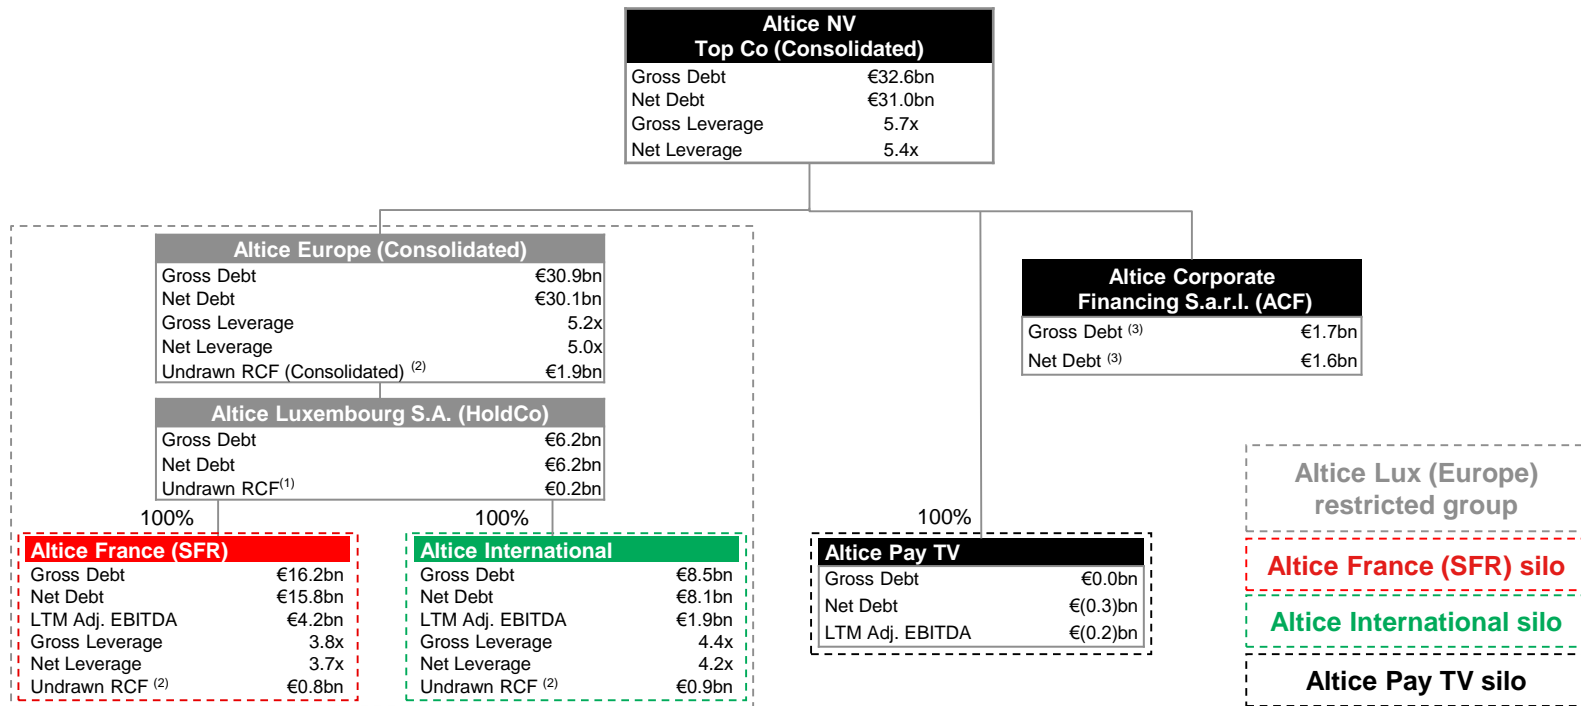 Altice NV
Top Co (Consolidated)
Gross Debt €32.6bn
Net Debt €31.0bn
Gross Leverage 5.7x
Net Leverage 5.4x
Altice Europe (Consolidated)
Gross Debt €30.9bn
Net Debt €30.1bn
Gross Leverage 5.2x
Net Leverage 5.0x
Undrawn RCF (Consolidated) (2) €1.9bn
Altice Corporate
Financing S.a.r.l. (ACF)
Gross Debt (3) €1.7bn
Net Debt (3) €1.6bn
Altice Luxembourg S.A. (HoldCo)
Gross Debt €6.2bn
Net Debt €6.2bn
Undrawn RCF(1) €0.2bn
100%
100%
100%
Altice France (SFR)
Gross Debt €16.2bn
Net Debt €15.8bn
LTM Adj. EBITDA €4.2bn
Gross Leverage 3.8x
Net Leverage 3.7x
Undrawn RCF (2) €0.8bn
Altice International
Gross Debt €8.5bn
Net Debt €8.1bn
LTM Adj. EBITDA €1.9bn
Gross Leverage 4.4x
Net Leverage 4.2x
Undrawn RCF (2) €0.9bn
Altice Pay TV
Gross Debt €0.0bn
Net Debt €(0.3)bn
LTM Adj. EBITDA €(0.2)bn
Altice Lux (Europe)
restricted group
Altice France (SFR) silo
Altice International silo
Altice Pay TV silo